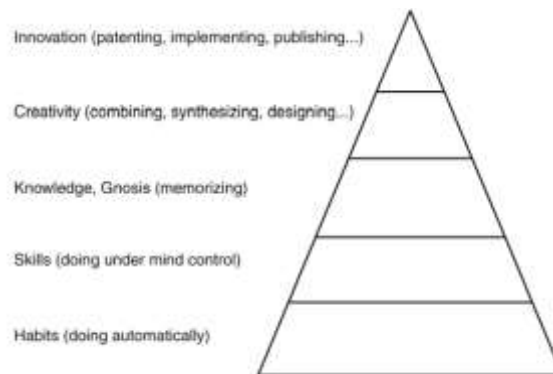 Innovation (patenting, implementing, publishing...)
Creativity (combining, synthesizing, designing...)
Knowledge, Gnosis (memorizing)
Skills (doing under mind control)
Habits (doing automatically)